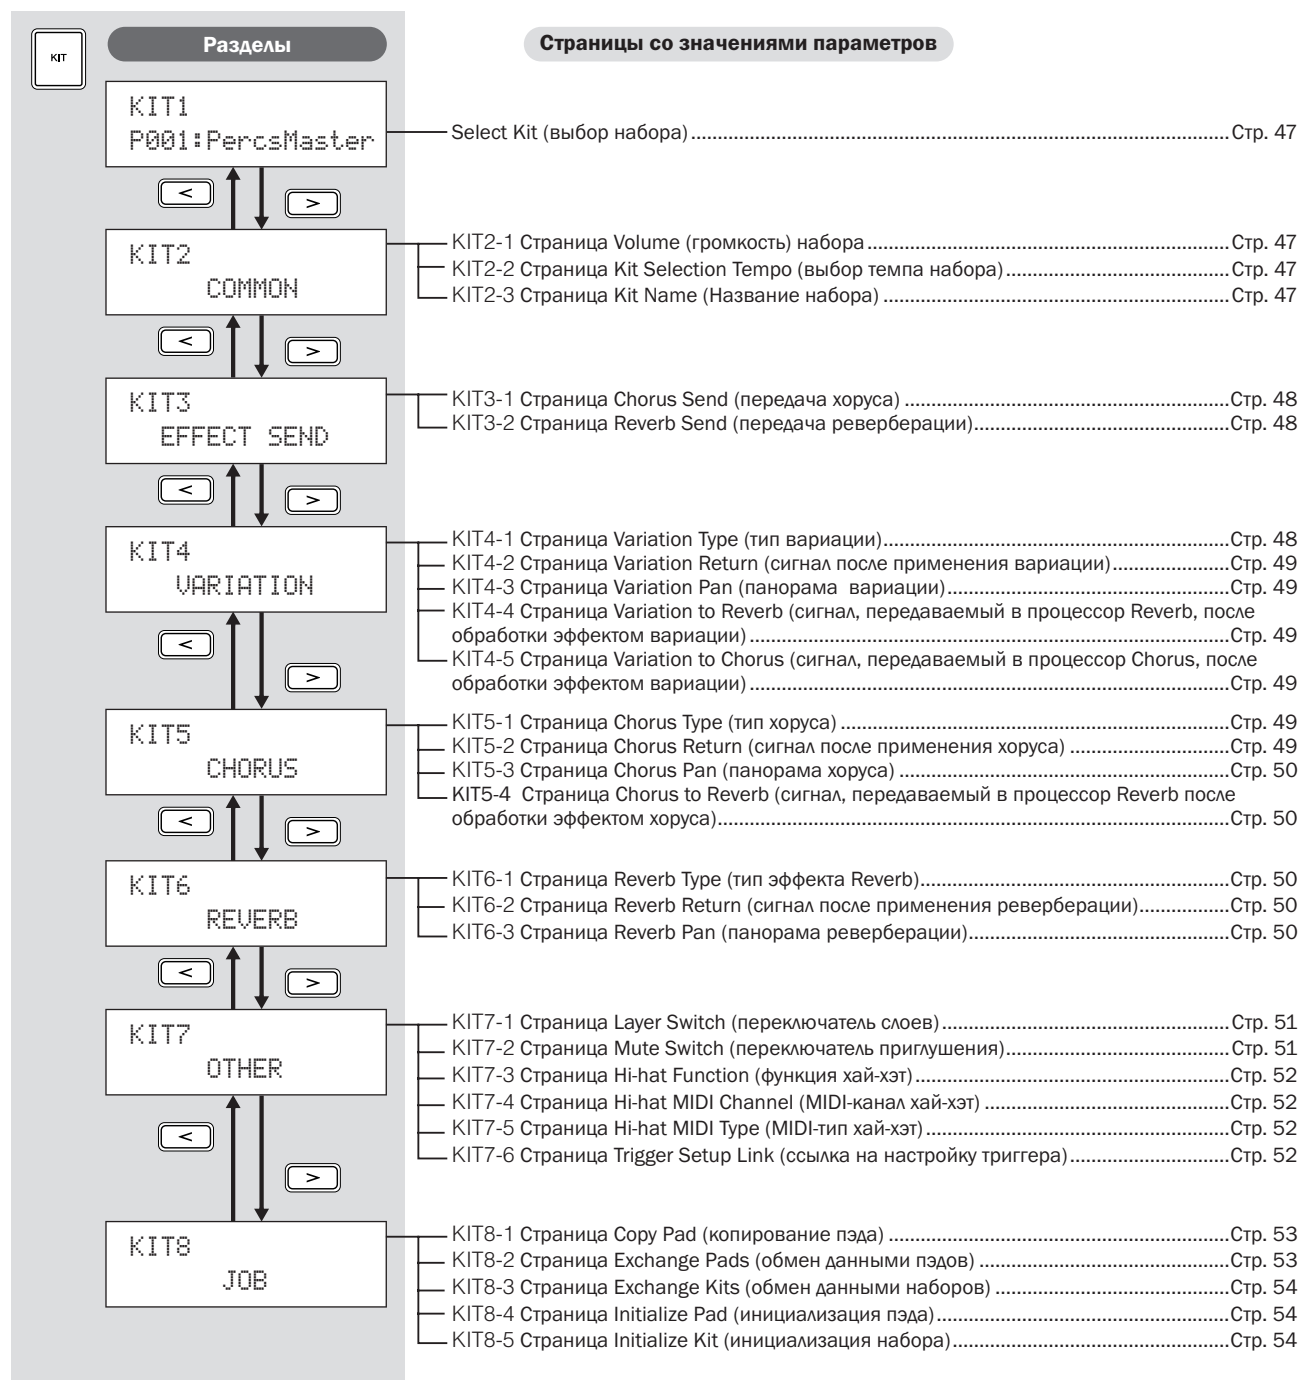 KIT
Разделы
Страницы со значениями параметров
KIT1
P001:PercsMaster
Select Kit (выбор набора)....................Стр. 47
<
>
KIT2
COMMON
KIT2-1 Страница Volume (громкость) набора....................Стр. 47
KIT2-2 Страница Kit Selection Tempo (выбор темпа набора)....................Стр. 47
KIT2-3 Страница Kit Name (Название набора)....................Стр. 47
<
>
KIT3
EFFECT SEND
KIT3-1 Страница Chorus Send (передача хоруса)....................Стр. 48
KIT3-2 Страница Reverb Send (передача реверберации)....................Стр. 48
<
>
KIT4
VARIATION
KIT4-1 Страница Variation Type (тип вариации)....................Стр. 48
KIT4-2 Страница Variation Return (сигнал после применения вариации)....................Стр. 49
KIT4-3 Страница Variation Pan (панорама вариации)....................Стр. 49
KIT4-4 Страница Variation to Reverb (сигнал, передаваемый в процессор Reverb, после
обработки эффектом вариации)....................Стр. 49
KIT4-5 Страница Variation to Chorus (сигнал, передаваемый в процессор Chorus, после
обработки эффектом вариации)....................Стр. 49
<
>
KIT5
CHORUS
KIT5-1 Страница Chorus Type (тип хоруса)....................Стр. 49
KIT5-2 Страница Chorus Return (сигнал после применения хоруса)....................Стр. 49
KIT5-3 Страница Chorus Pan (панорама хоруса)....................Стр. 50
KIT5-4 Страница Chorus to Reverb (сигнал, передаваемый в процессор Reverb после
обработки эффектом хоруса)....................Стр. 50
<
>
KIT6
REVERB
KIT6-1 Страница Reverb Type (тип эффекта Reverb)....................Стр. 50
KIT6-2 Страница Reverb Return (сигнал после применения реверберации)....................Стр. 50
KIT6-3 Страница Reverb Pan (панорама реверберации)....................Стр. 50
<
>
KIT7
OTHER
KIT7-1 Страница Layer Switch (переключатель слоев)....................Стр. 51
KIT7-2 Страница Mute Switch (переключатель приглушения)....................Стр. 51
KIT7-3 Страница Hi-hat Function (функция хай-хэт)....................Стр. 52
KIT7-4 Страница Hi-hat MIDI Channel (MIDI-канал хай-хэт)....................Стр. 52
KIT7-5 Страница Hi-hat MIDI Type (MIDI-тип хай-хэт)....................Стр. 52
KIT7-6 Страница Trigger Setup Link (ссылка на настройку триггера)....................Стр. 52
<
>
KIT8
JOB
KIT8-1 Страница Copy Pad (копирование пэда)....................Стр. 53
KIT8-2 Страница Exchange Pads (обмен данными пэдов)....................Стр. 53
KIT8-3 Страница Exchange Kits (обмен данными наборов)....................Стр. 54
KIT8-4 Страница Initialize Pad (инициализация пэда)....................Стр. 54
KIT8-5 Страница Initialize Kit (инициализация набора)....................Стр. 54